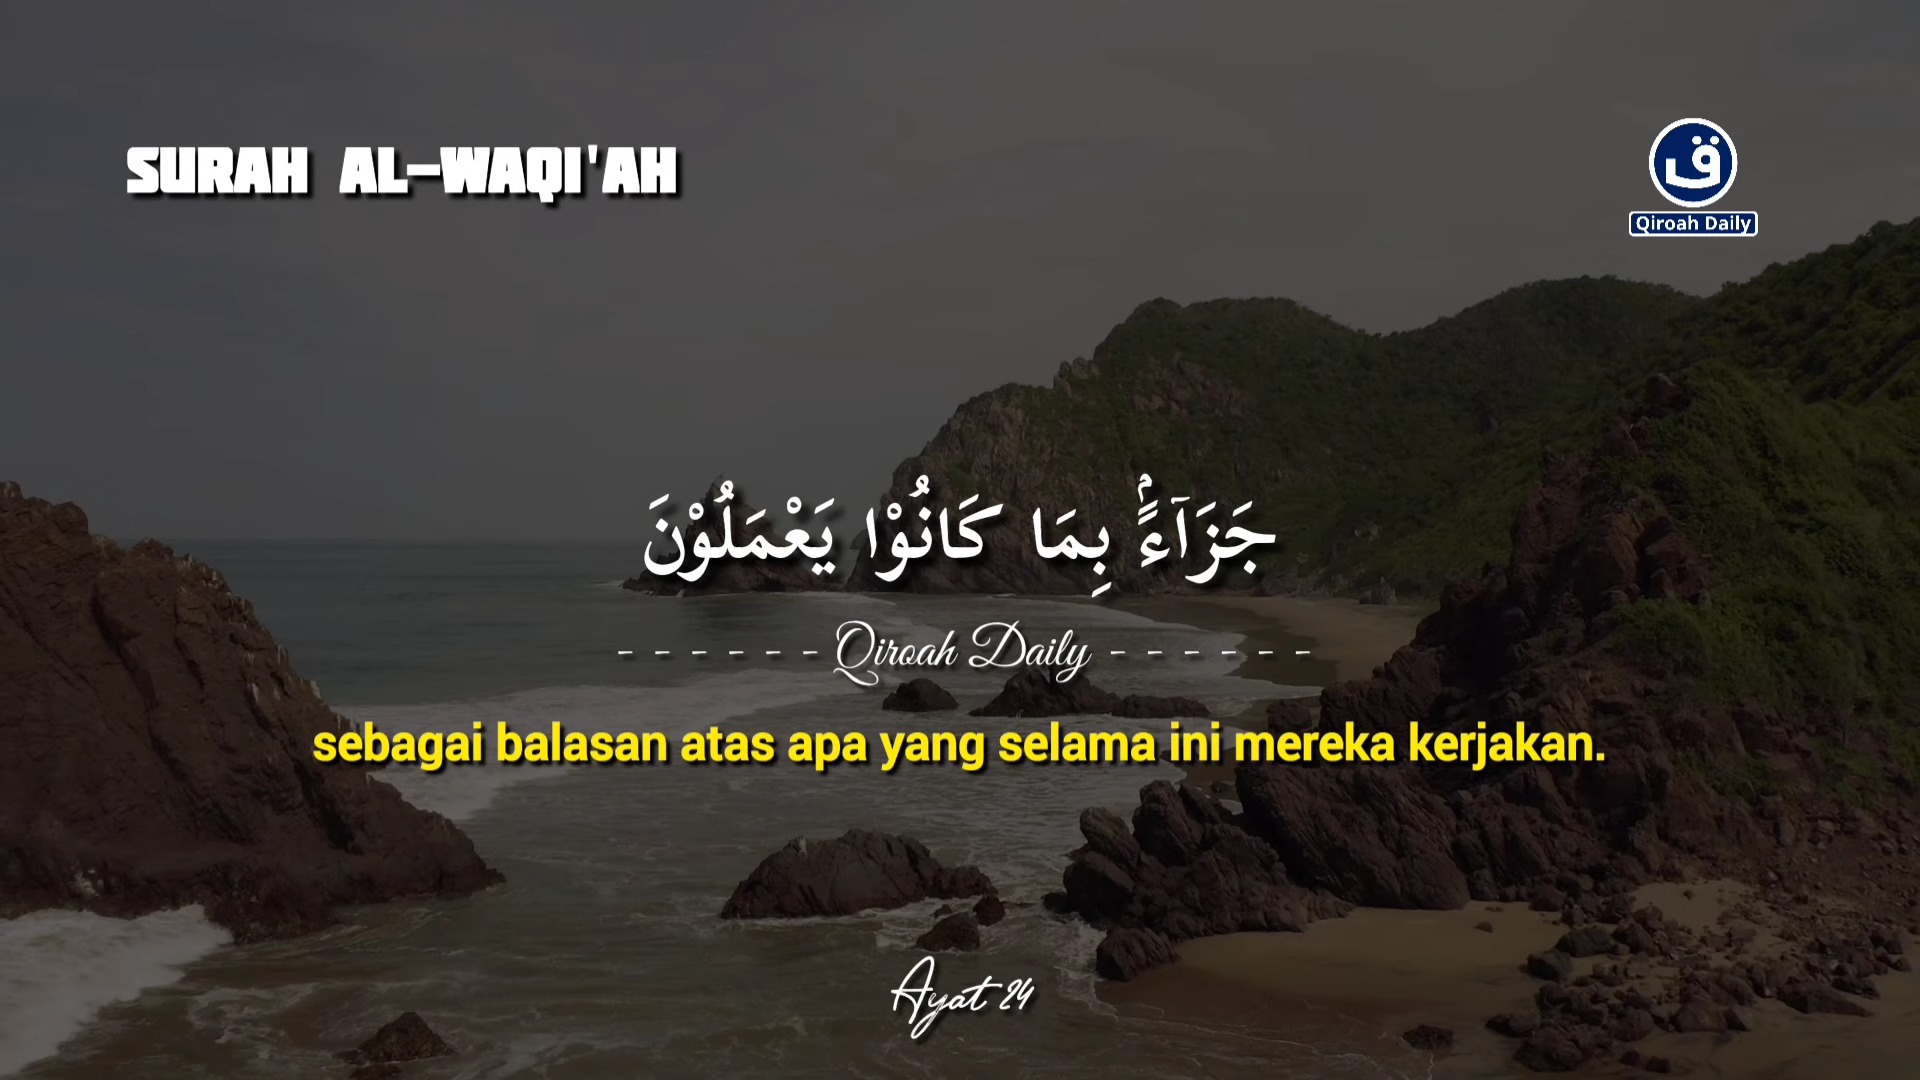 SURAH AL-WAQI'AH
ق
Qiroah Daily
جَزَاۤءًۢ بِمَا كَانُوْا يَعْمَلُوْنَ
- - - - - - Qiroah Daily - - - - - -
sebagai balasan atas apa yang selama ini mereka kerjakan.
Ayat 24